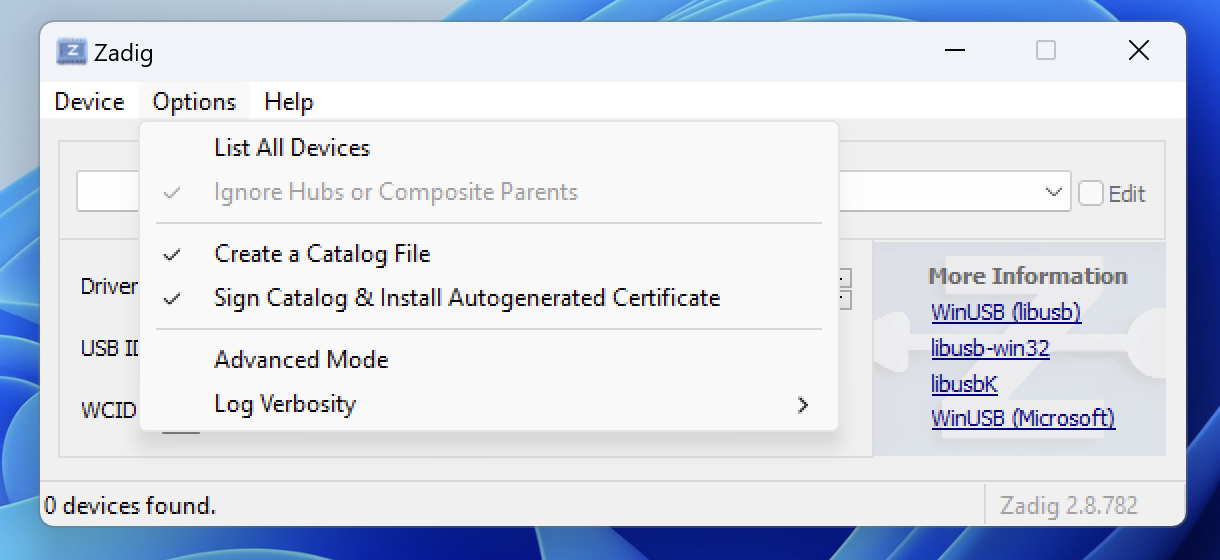 Zadig
Device Options Help
List All Devices
Ignore Hubs or Composite Parents
Edit
Create a Catalog File
Sign Catalog & Install Autogenerated Certificate
Advanced Mode
Log Verbosity
Driver
USB ID
WCID
More Information
WinUSB (libusb)
libusb-win32
libusbK
WinUSB (Microsoft)
0 devices found.
Zadig 2.8.782